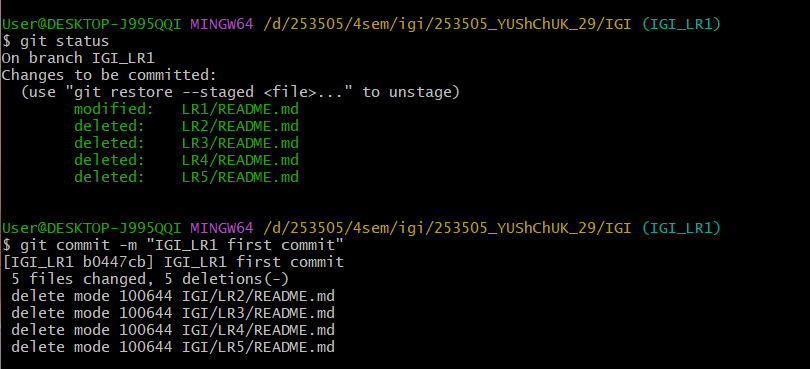 User@DESKTOP-J995QQI MINGW64 /d/253505/4sem/igi/253505_YUShChUK_29/IGI (IGI_LR1)
$ git status
On branch IGI_LR1
Changes to be committed:
  (use "git restore --staged <file>..." to unstage)
        modified:   LR1/README.md
        deleted:    LR2/README.md
        deleted:    LR3/README.md
        deleted:    LR4/README.md
        deleted:    LR5/README.md
User@DESKTOP-J995QQI MINGW64 /d/253505/4sem/igi/253505_YUShChUK_29/IGI (IGI_LR1)
$ git commit -m "IGI_LR1 first commit"
[IGI_LR1 b0447cb] IGI_LR1 first commit
 5 files changed, 5 deletions(-)
 delete mode 100644 IGI/LR2/README.md
 delete mode 100644 IGI/LR3/README.md
 delete mode 100644 IGI/LR4/README.md
 delete mode 100644 IGI/LR5/README.md